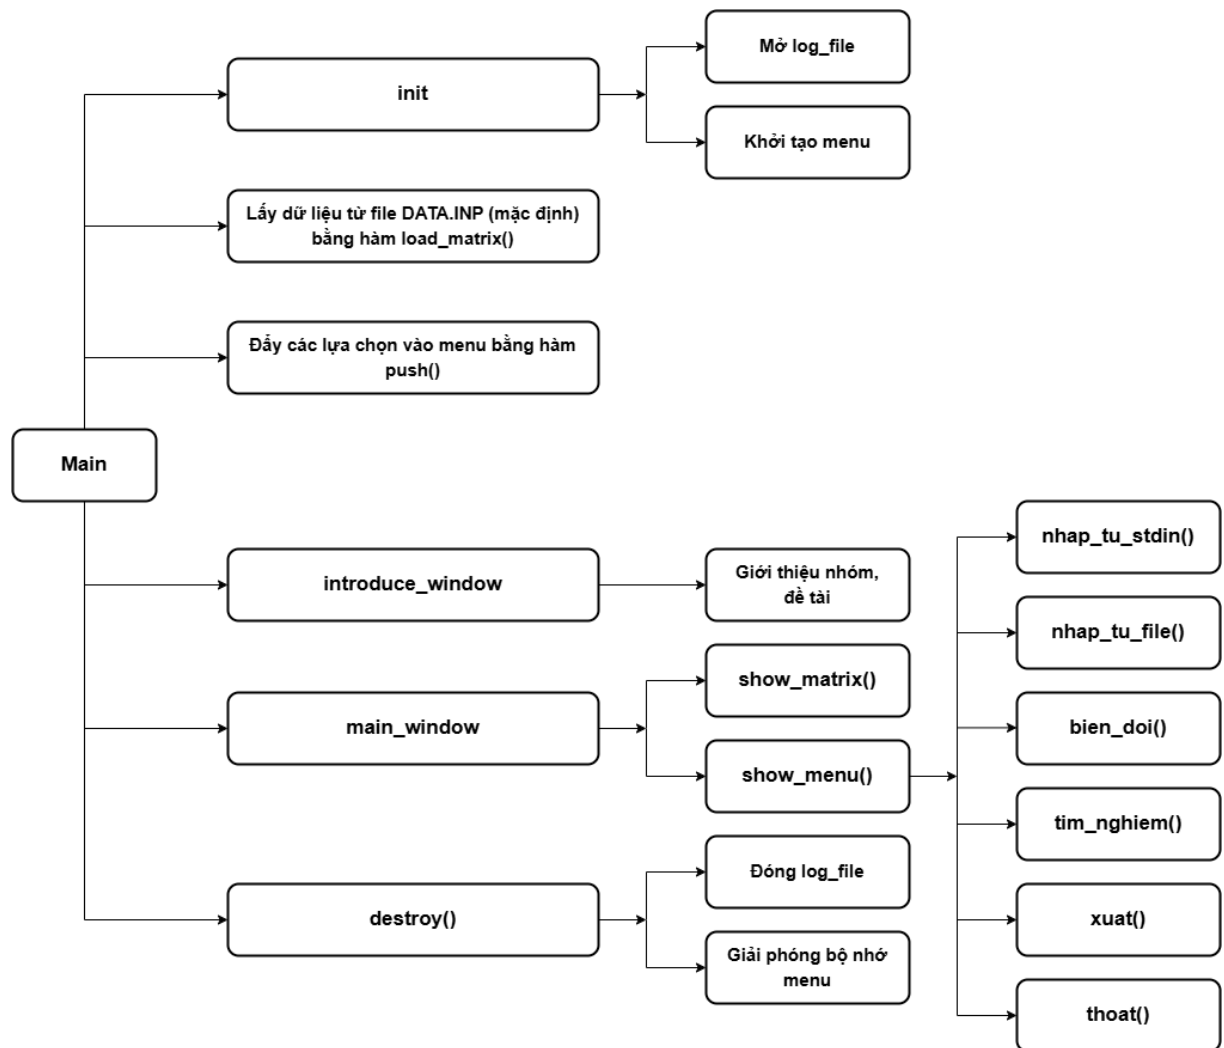 Mở log_file
init
Khởi tạo menu
Lấy dữ liệu từ file DATA.INP (mặc định)
bằng hàm load_matrix()
Đẩy các lựa chọn vào menu bằng hàm
push()
Main
nhap_tu_stdin()
introduce_window
Giới thiệu nhóm,
đề tài
nhap_tu_file()
show_matrix()
main_window
bien_doi()
show_menu()
tim_nghiem()
Đóng log_file
destroy()
xuat()
Giải phóng bộ nhớ
menu
thoat()